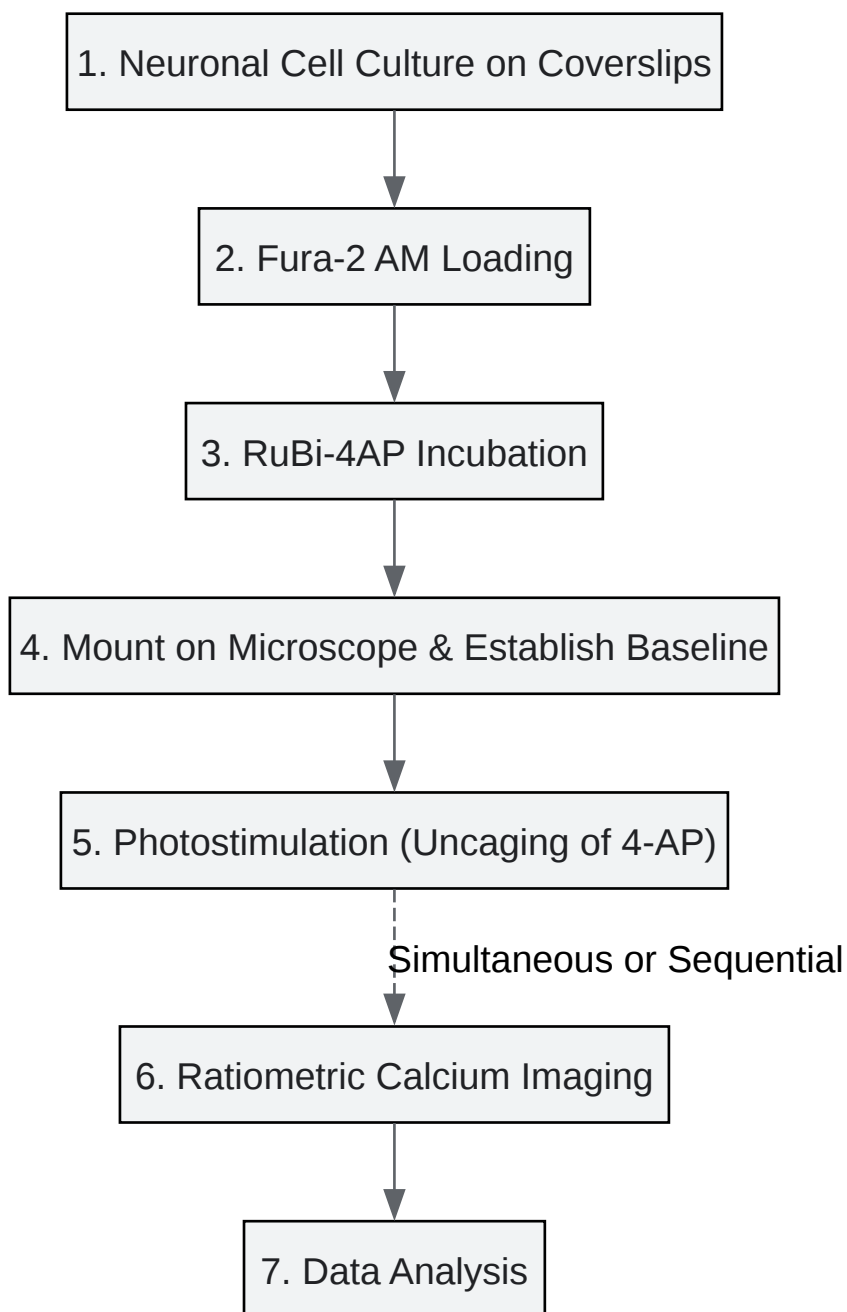 1. Neuronal Cell Culture on Coverslips
2. Fura-2 AM Loading
3. RuBi-4AP Incubation
4. Mount on Microscope & Establish Baseline
5. Photostimulation (Uncaging of 4-AP)
Simultaneous or Sequential
6. Ratiometric Calcium Imaging
7. Data Analysis